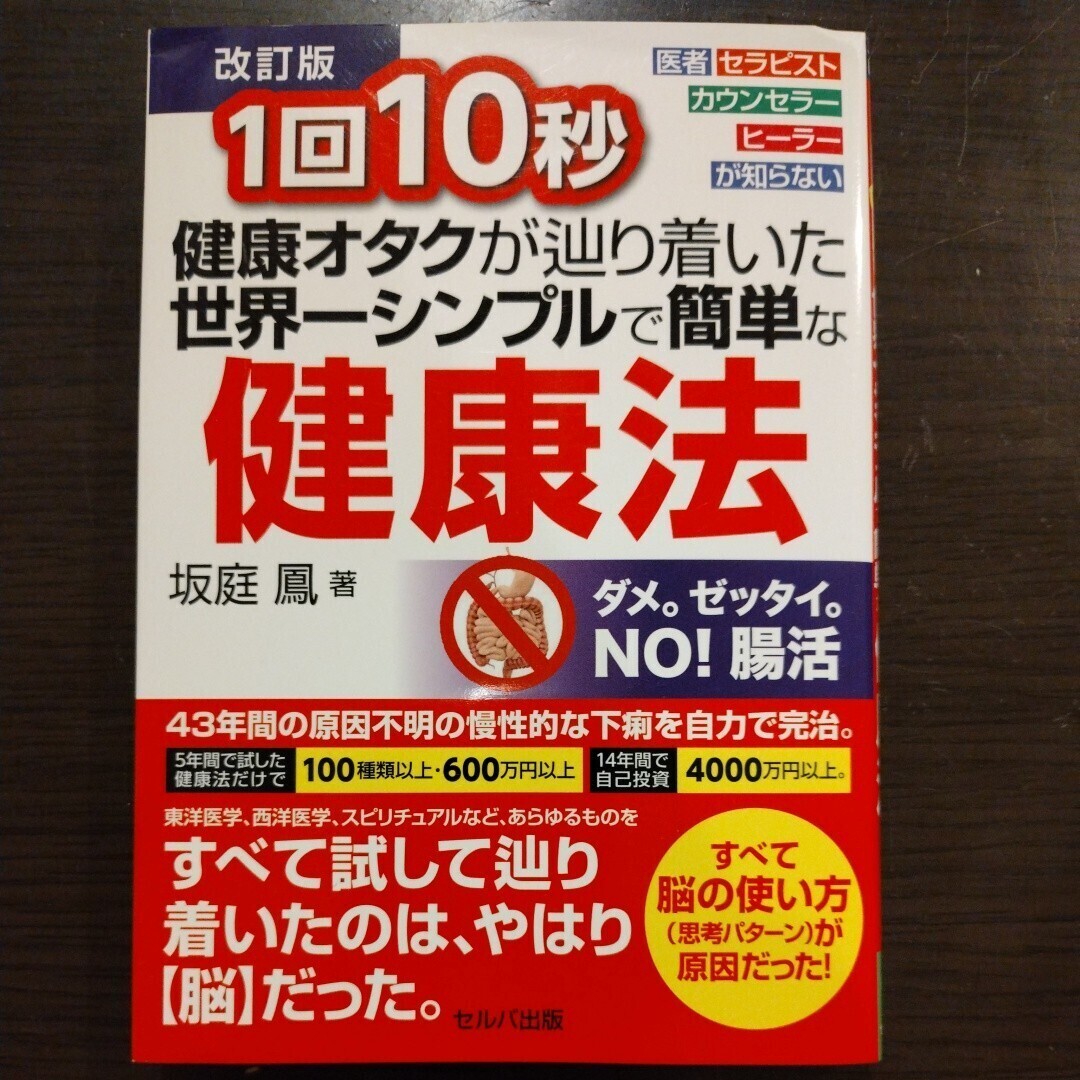 改訂版
1回10秒
医者 セラピスト
カウンセラー
ヒーラー
が知らない
健康オタクが辿り着いた
世界一シンプルで簡単な
健康法
坂庭 鳳 著
ダメ。ゼッタイ。
NO! 腸活
43年間の原因不明の慢性的な下痢を自力で完治。
5年間で試した
健康法だけで
100種類以上・600万円以上
14年間で
自己投資
4000万円以上。
東洋医学、西洋医学、スピリチュアルなど、あらゆるものを
すべて試して辿り
着いたのは、やはり
【脳】だった。
すべて
脳の使い方
(思考パターン)が
原因だった!
セルバ出版